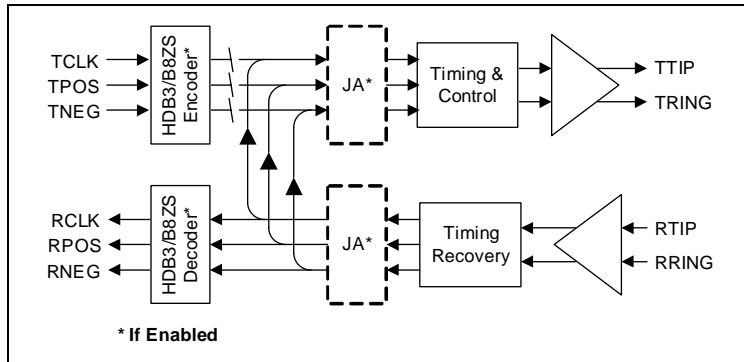 TCLK
TPOS
TNEG
HDB3/B8ZS
Encoder*
JA*
Timing &
Control
TTIP
TRING
RCLK
RPOS
RNEG
HDB3/B8ZS
Decoder*
JA*
Timing
Recovery
RTIP
RRING
* If Enabled